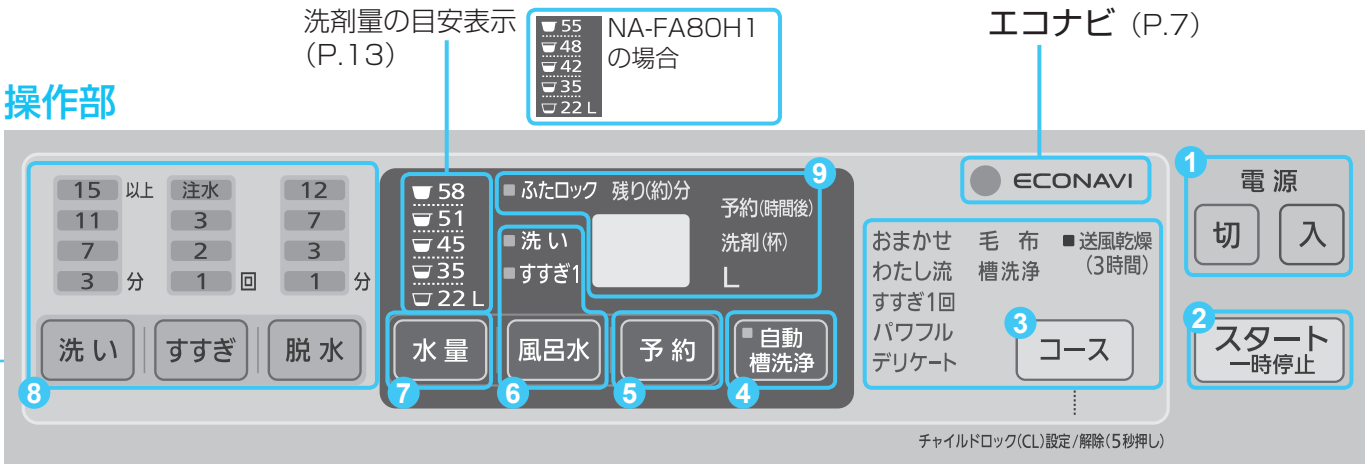 洗剤量の目安表示
(P.13)
55
48
42
35
22 L
NA-FA80H1
の場合
エコナビ (P.7)
操作部
15 以上
11
7
3 分
注水
3
2
1 回
12
7
3
1 分
洗い
すすぎ
脱水
8
58
51
45
35
22 L
ふたロック
残り(約)分
予約(時間後)
洗剤(杯)
L
9
洗い
すすぎ1
水量
7
風呂水
6
予約
5
自動
槽洗浄
4
ECONAVI
おまかせ
わたし流
すすぎ1回
パワフル
デリケート
毛布
槽洗浄
送風乾燥
(3時間)
3
コース
チャイルドロック(CL)設定/解除(5秒押し)
1
電源
切
入
2
スタート
一時停止